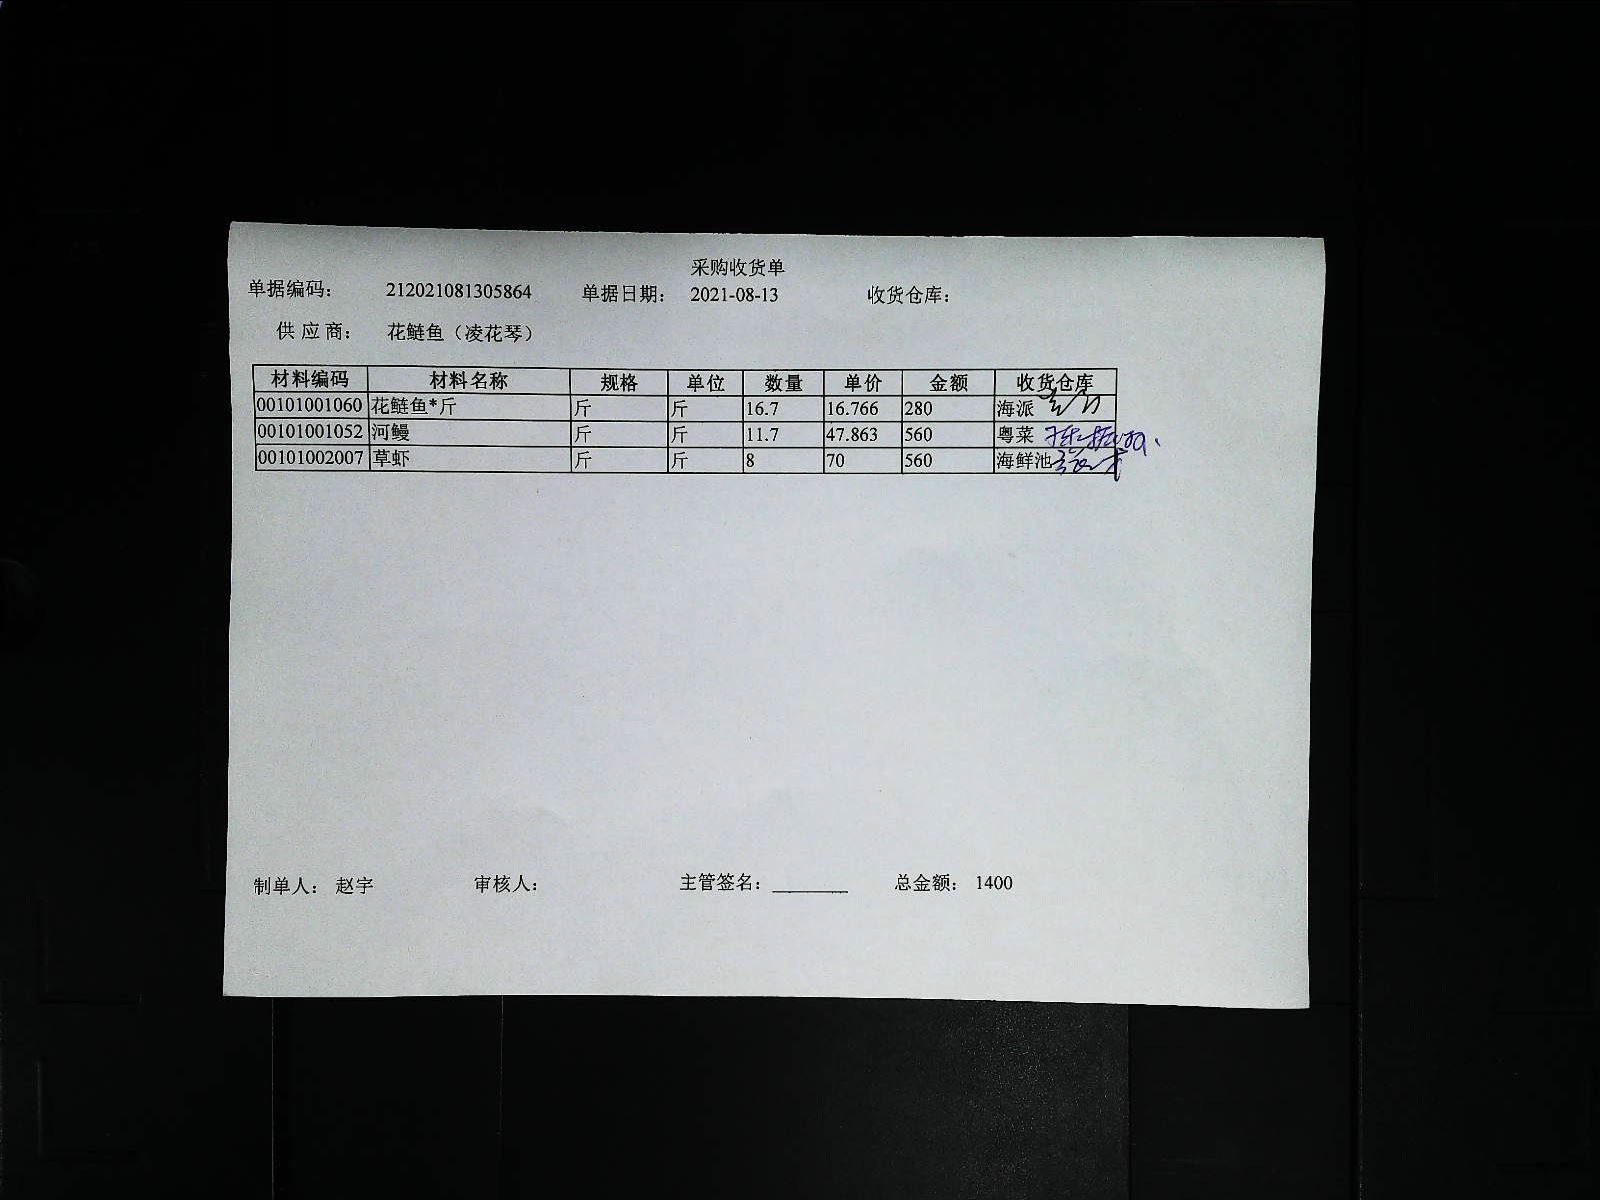 采购收货单
单据编码： 212021081305864 单据日期： 2021-08-13 收货仓库：
供应商： 花鲢鱼（凌花琴）
材料编码 材料名称 规格 单位 数量 单价 金额 收货仓库
00101001060 花鲢鱼*斤 斤 斤 16.7 16.766 280 海派
00101001052 河鳗 斤 斤 11.7 47.863 560 粤菜
00101002007 草虾 斤 斤 8 70 560 海鲜池
制单人： 赵宇 审核人： 主管签名： 总金额： 1400